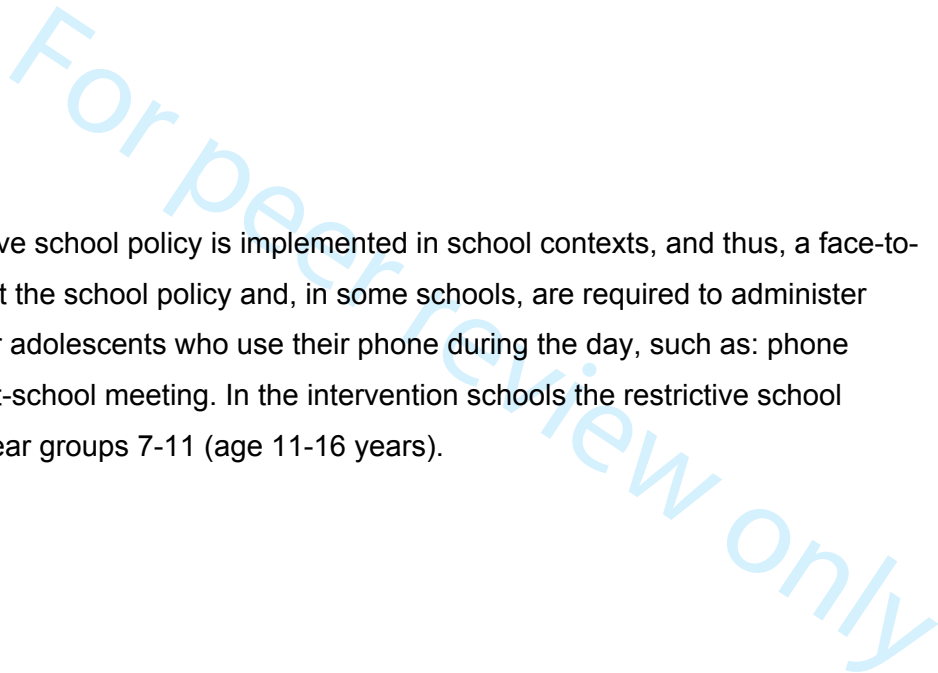 For peer review only
ve school policy is implemented in school contexts, and thus, a face-to-
t the school policy and, in some schools, are required to administer
r adolescents who use their phone during the day, such as: phone
t-school meeting. In the intervention schools the restrictive school
ear groups 7-11 (age 11-16 years).